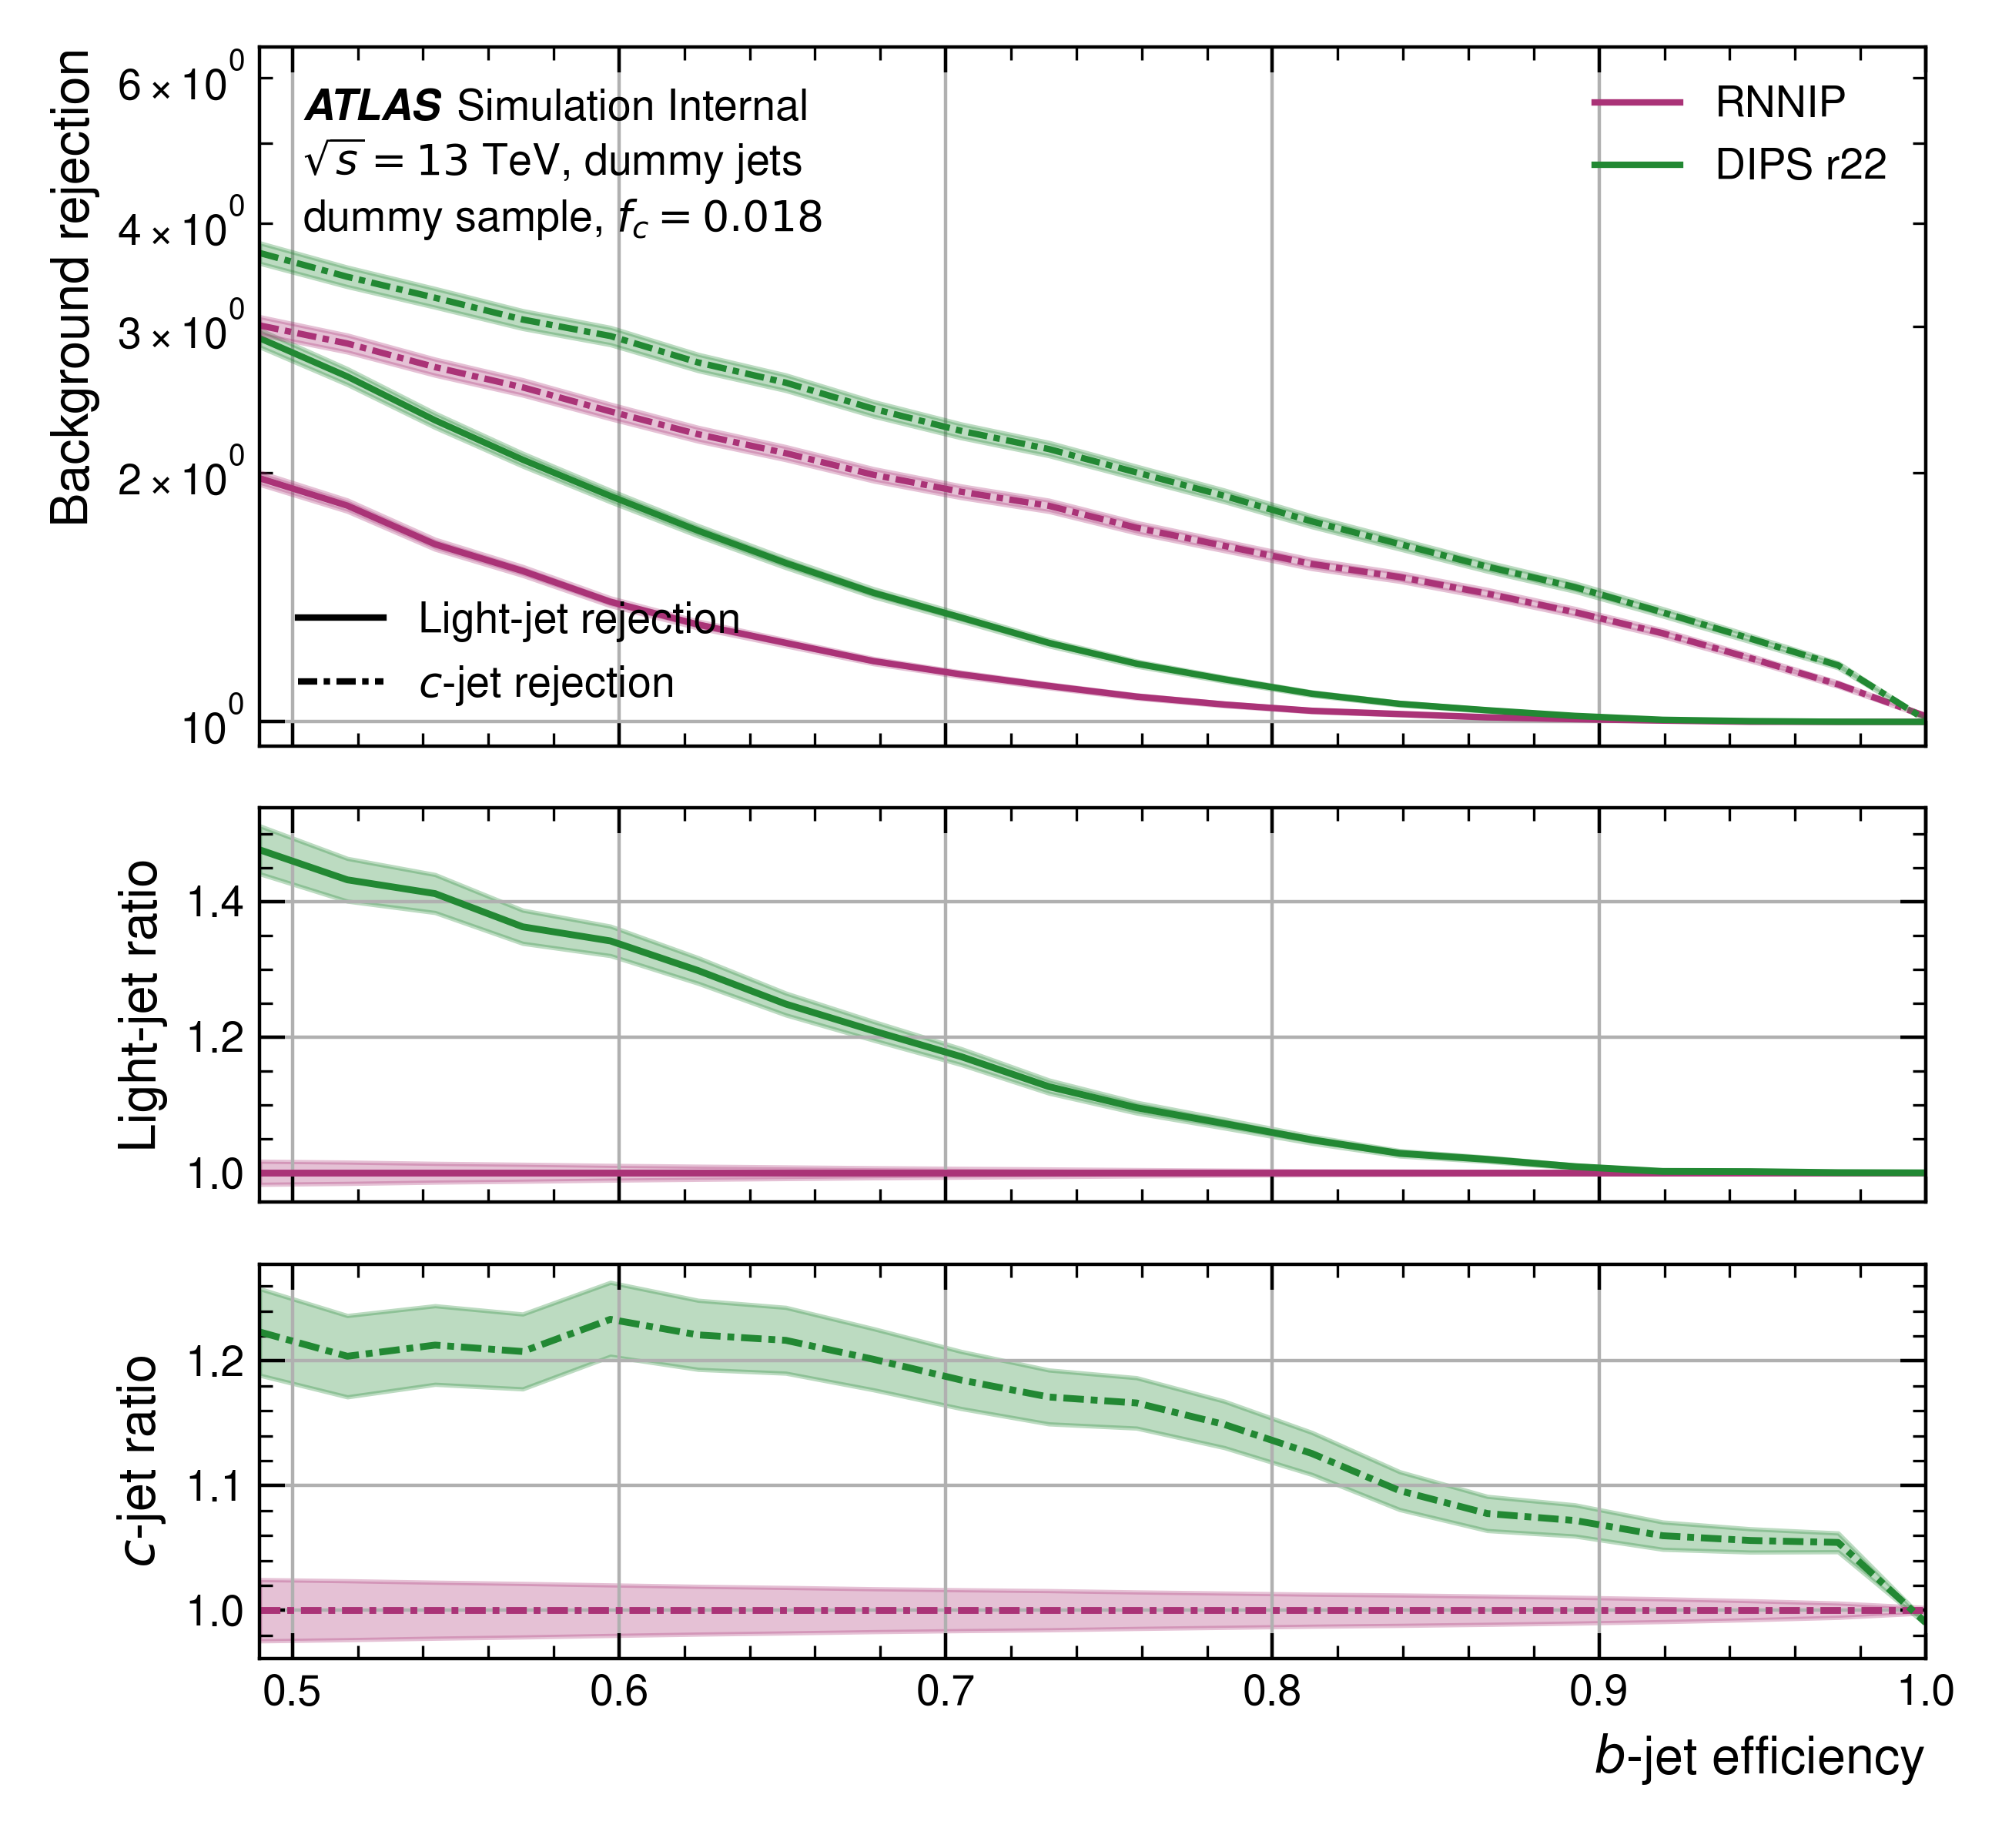 Background rejection
6 × 10^0
4 × 10^0
3 × 10^0
2 × 10^0
10^0
ATLAS Simulation Internal
√s = 13 TeV, dummy jets
dummy sample, f_c = 0.018
RNNIP
DIPS r22
Light-jet rejection
c-jet rejection
Light-jet ratio
1.4
1.2
1.0
c-jet ratio
1.2
1.1
1.0
0.5 0.6 0.7 0.8 0.9 1.0
b-jet efficiency